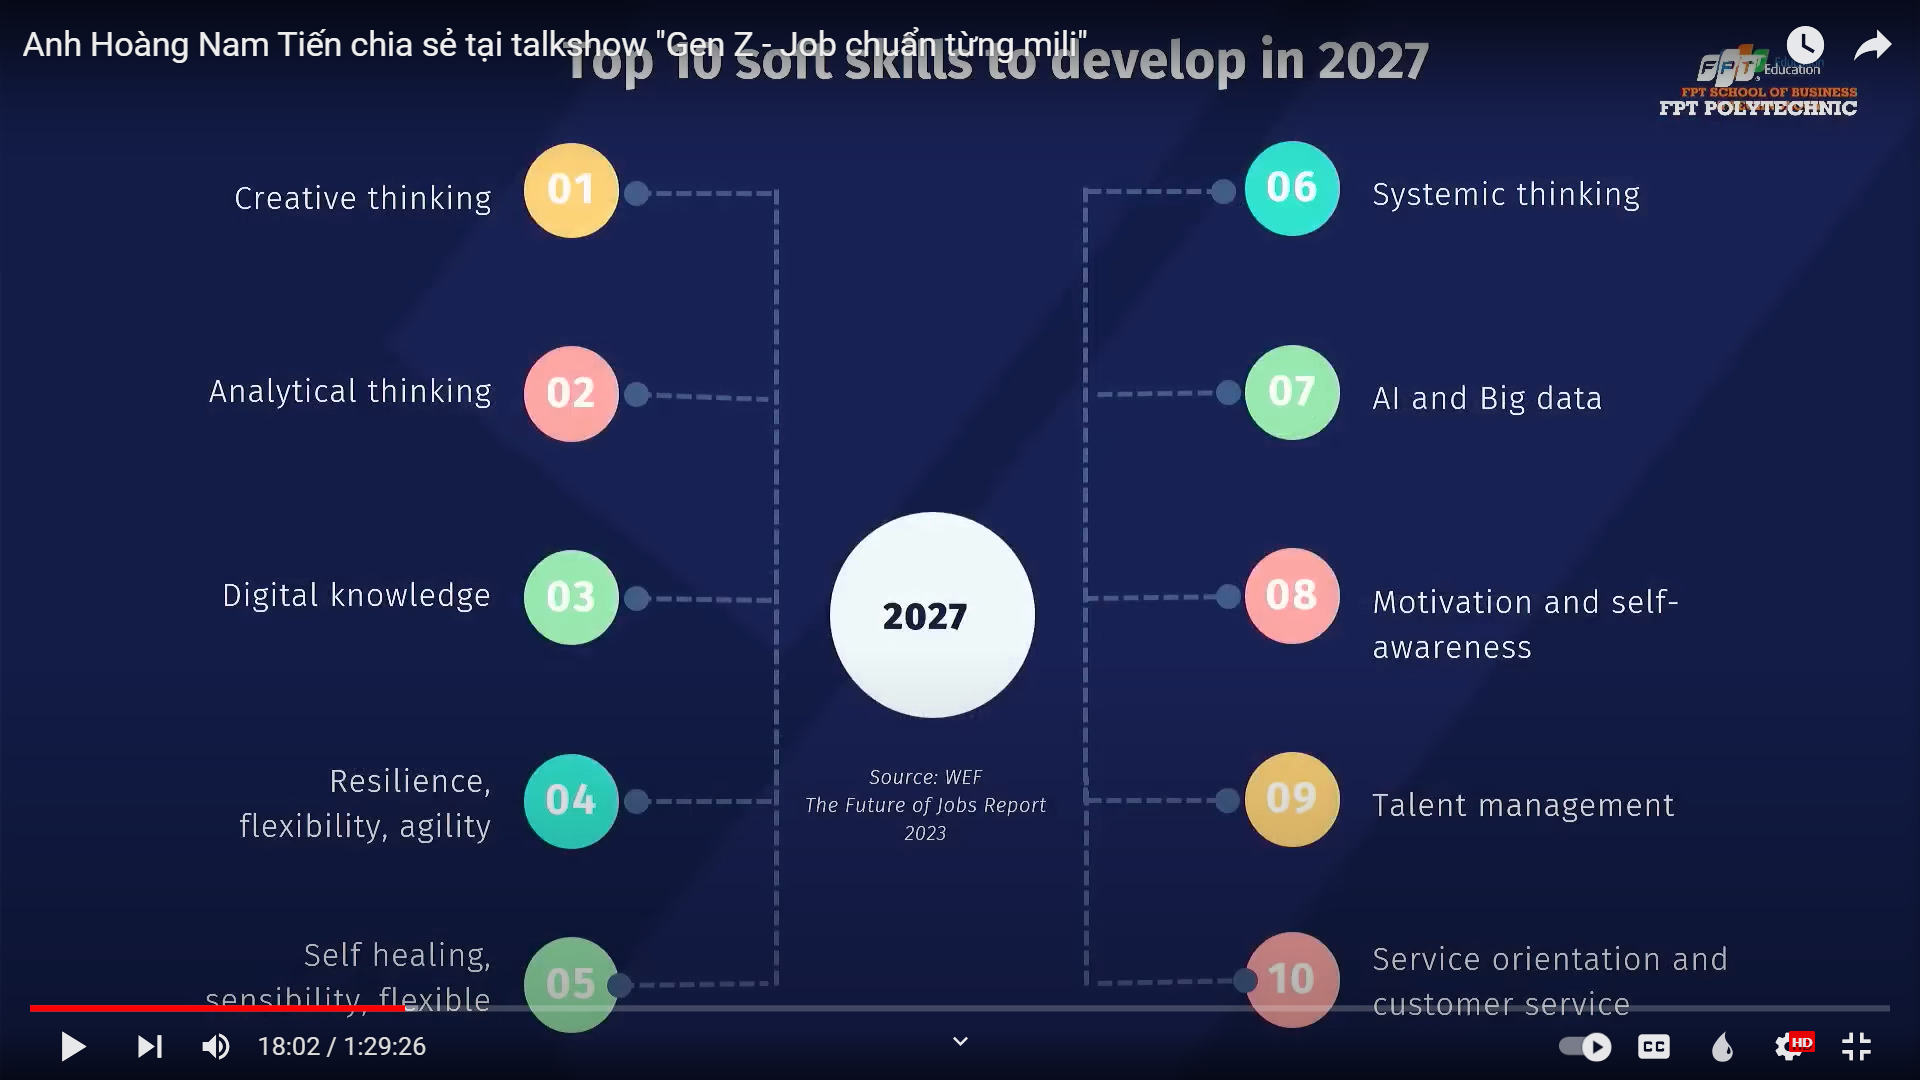 Anh Hoàng Nam Tiến chia sẻ tại talkshow "Gen Z - Job chuẩn từng mili"
Top 10 soft skills to develop in 2027
FPT Education
FPT SCHOOL OF BUSINESS
FPT POLYTECHNIC
Creative thinking
01
Analytical thinking
02
Digital knowledge
03
Resilience,
flexibility, agility
04
Self healing,
sensibility, flexible
05
2027
Source: WEF
The Future of Jobs Report
2023
06
Systemic thinking
07
AI and Big data
08
Motivation and self-
awareness
09
Talent management
10
Service orientation and
customer service
18:02 / 1:29:26
CC
HD